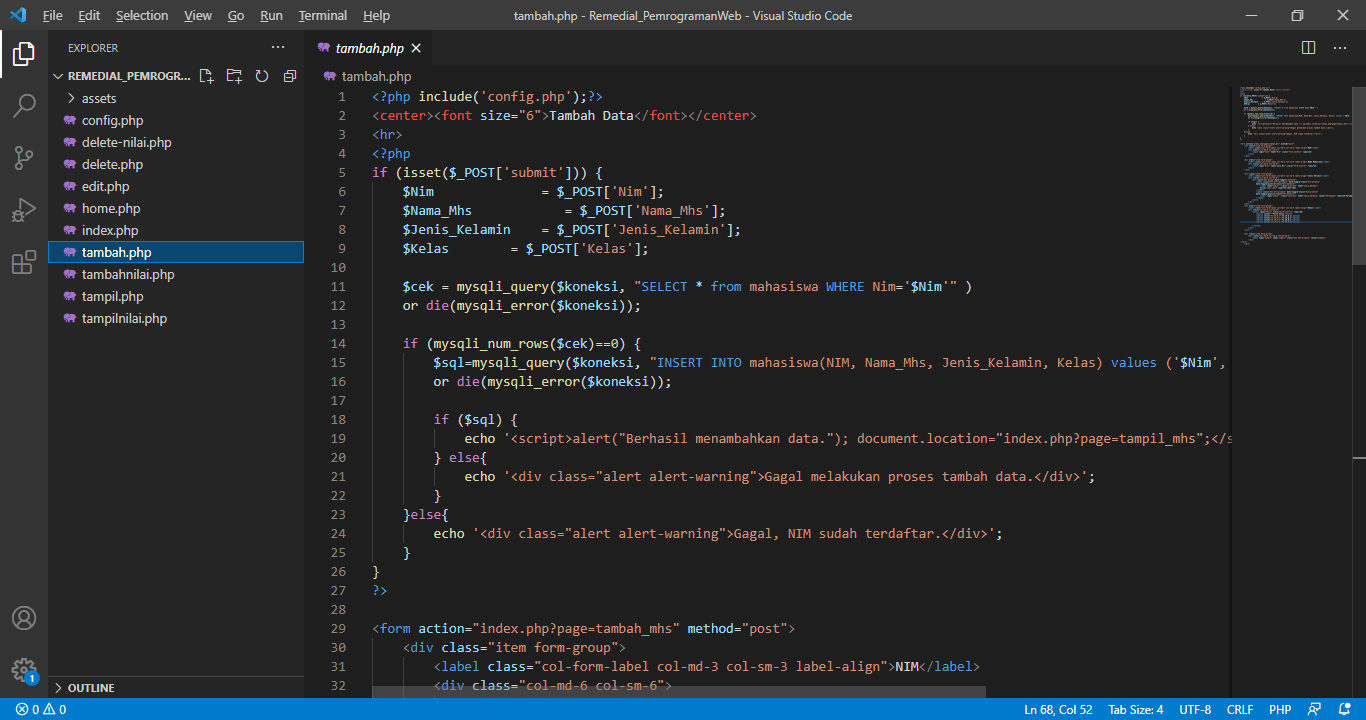 File Edit Selection View Go Run Terminal Help
tambah.php - Remedial_PemrogramanWeb - Visual Studio Code
EXPLORER
REMEDIAL_PEMROGR...
assets
config.php
delete-nilai.php
delete.php
edit.php
home.php
index.php
tambah.php
tambahnilai.php
tampil.php
tampilnilai.php
OUTLINE
tambah.php
tambah.php
1 <?php include('config.php');?>
2 <center><font size="6">Tambah Data</font></center>
3 <hr>
4 <?php
5 if (isset($_POST['submit'])) {
6 $Nim = $_POST['Nim'];
7 $Nama_Mhs = $_POST['Nama_Mhs'];
8 $Jenis_Kelamin = $_POST['Jenis_Kelamin'];
9 $Kelas = $_POST['Kelas'];
10
11 $cek = mysqli_query($koneksi, "SELECT * from mahasiswa WHERE Nim='$Nim'" )
12 or die(mysqli_error($koneksi));
13
14 if (mysqli_num_rows($cek)==0) {
15 $sql=mysqli_query($koneksi, "INSERT INTO mahasiswa(NIM, Nama_Mhs, Jenis_Kelamin, Kelas) values ('$Nim',
16 or die(mysqli_error($koneksi));
17
18 if ($sql) {
19 echo '<script>alert("Berhasil menambahkan data."); document.location="index.php?page=tampil_mhs";</s
20 } else{
21 echo '<div class="alert alert-warning">Gagal melakukan proses tambah data.</div>';
22 }
23 }else{
24 echo '<div class="alert alert-warning">Gagal, NIM sudah terdaftar.</div>';
25 }
26 }
27 ?>
28
29 <form action="index.php?page=tambah_mhs" method="post">
30 <div class="item form-group">
31 <label class="col-form-label col-md-3 col-sm-3 label-align">NIM</label>
32 <div class="col-md-6 col-sm-6">
1
0 0 Ln 68, Col 52 Tab Size: 4 UTF-8 CRLF PHP